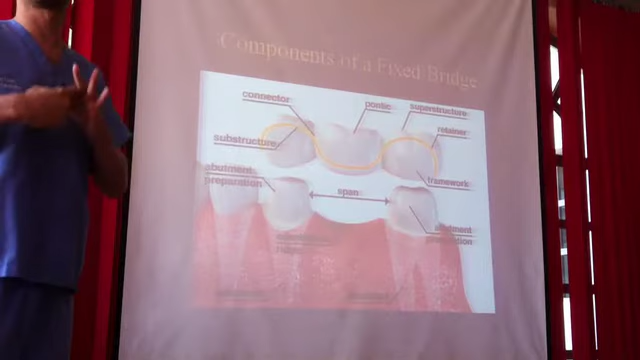 Components of a Fixed Bridge
connector
pontic
superstructure
retainer
substructure
framework
abutment
preparation
span
abutment
preparation